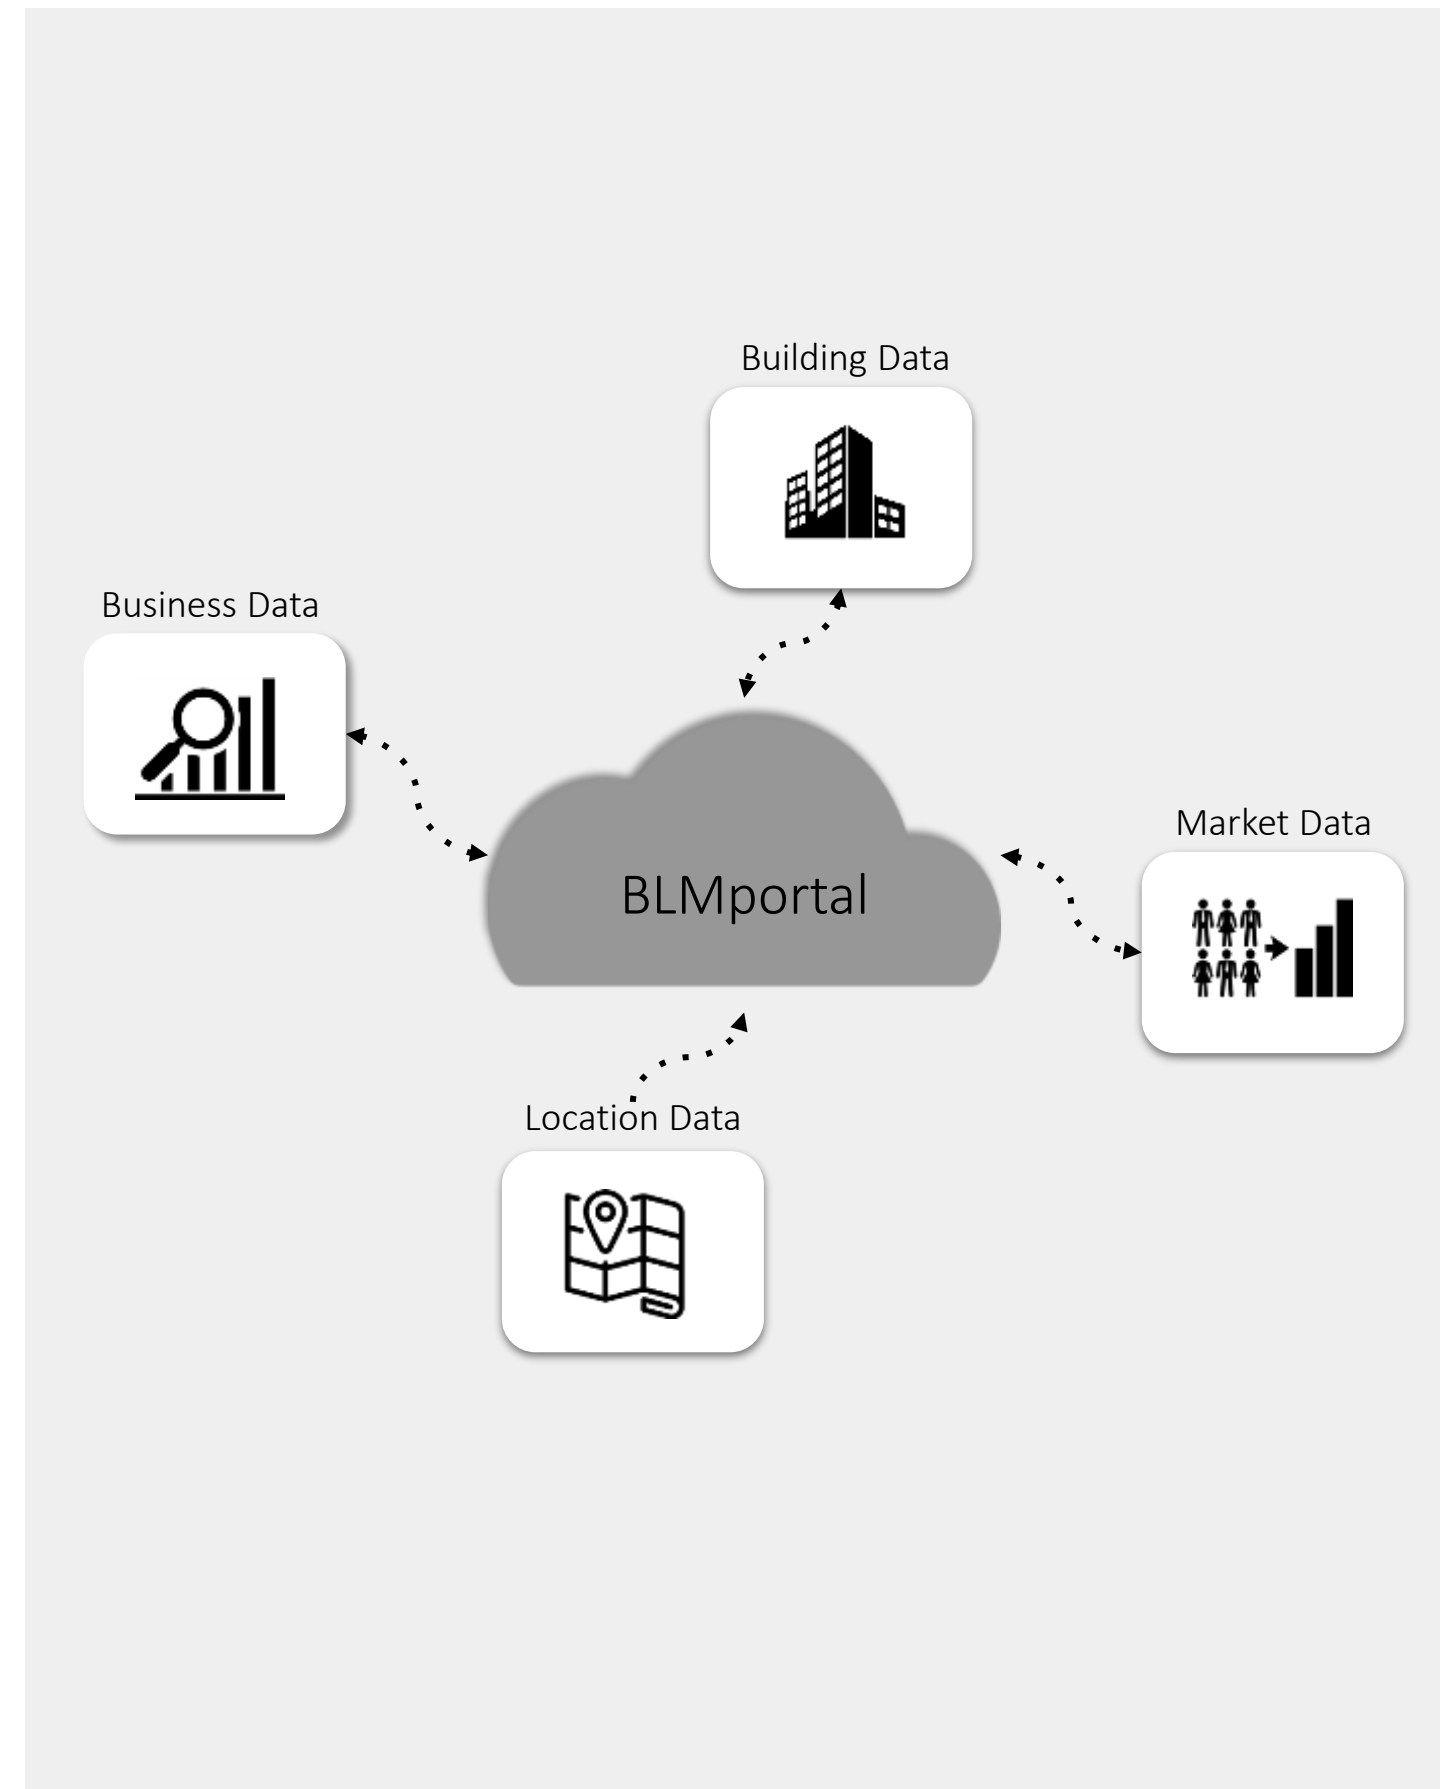 Building Data
Business Data
Market Data
BLMportal
Location Data